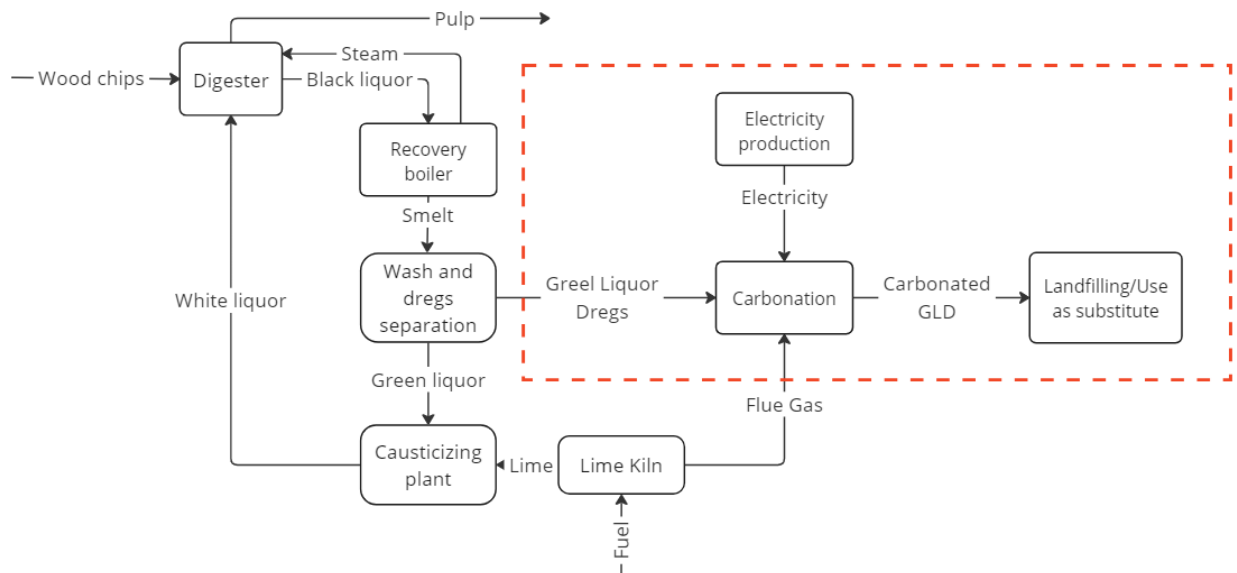 Pulp
Steam
Wood chips
Digester
Black liquor
Electricity
production
Recovery
boiler
Electricity
Smelt
Wash and
dregs
separation
Greel Liquor
Dregs
Carbonation
Carbonated
GLD
Landfilling/Use
as substitute
White liquor
Green liquor
Flue Gas
Causticizing
plant
Lime
Lime Kiln
Fuel